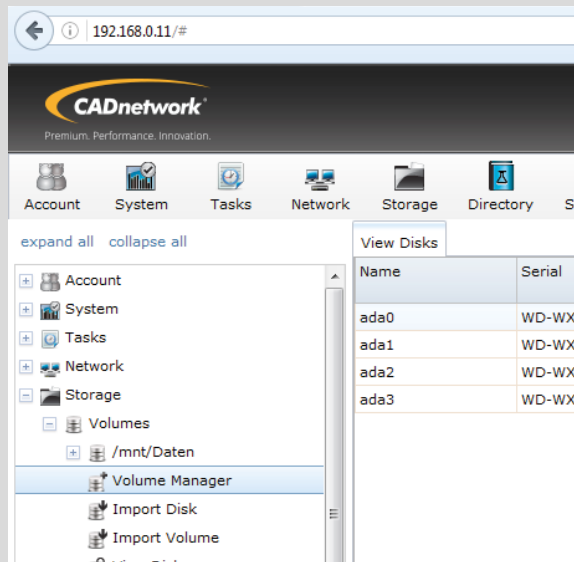 192.168.0.11/#
CADnetwork®
Premium. Performance. Innovation.
Account System Tasks Network Storage Directory
expand all collapse all
View Disks
Name Serial
Account
System
Tasks
Network
Storage
Volumes
/mnt/Daten
Volume Manager
Import Disk
Import Volume
ada0 WD-WX
ada1 WD-WX
ada2 WD-WX
ada3 WD-WX